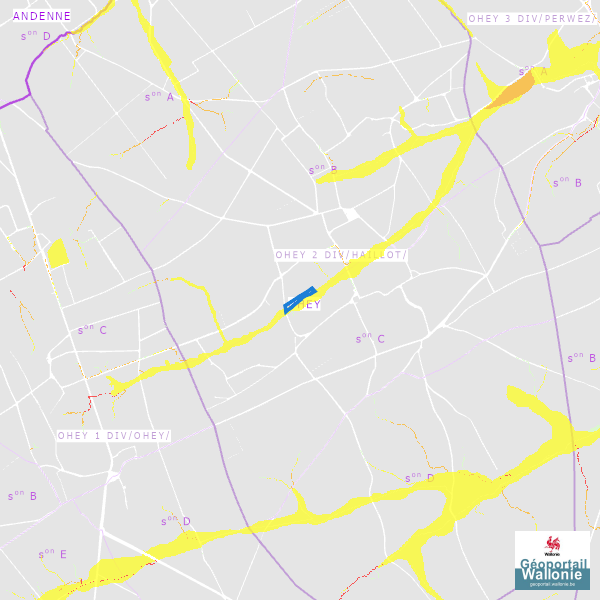 ANDENNE
OHEY 3 DIV/PERWEZ/
sᵒⁿ D
sᵒⁿ A
sᵒⁿ A
sᵒⁿ B
sᵒⁿ B
OHEY 2 DIV/HAILLOT/
HEY
sᵒⁿ C
sᵒⁿ C
sᵒⁿ B
OHEY 1 DIV/OHEY/
sᵒⁿ D
sᵒⁿ B
sᵒⁿ D
sᵒⁿ E
Wallonie
Géoportail
Wallonie
geoportail.wallonie.be